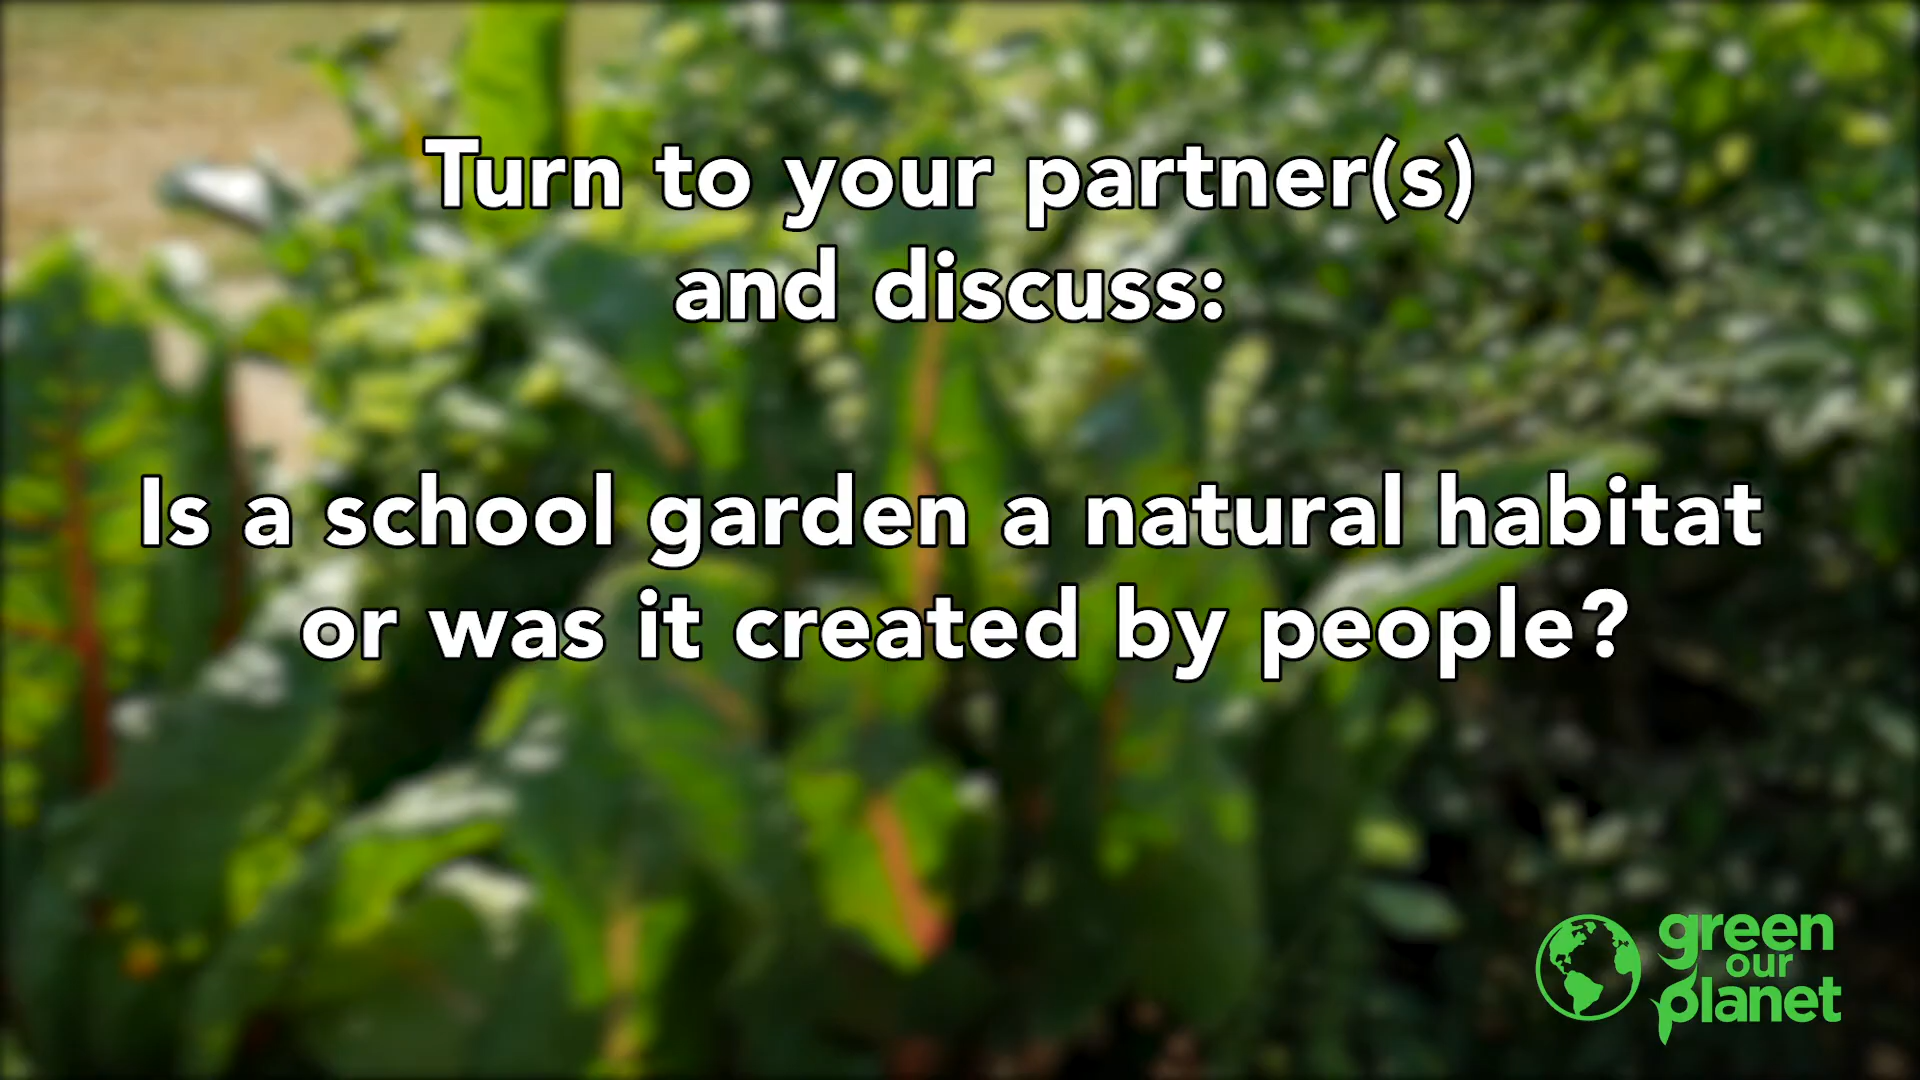 Turn to your partner(s)
and discuss:
Is a school garden a natural habitat
or was it created by people?
green
our
planet